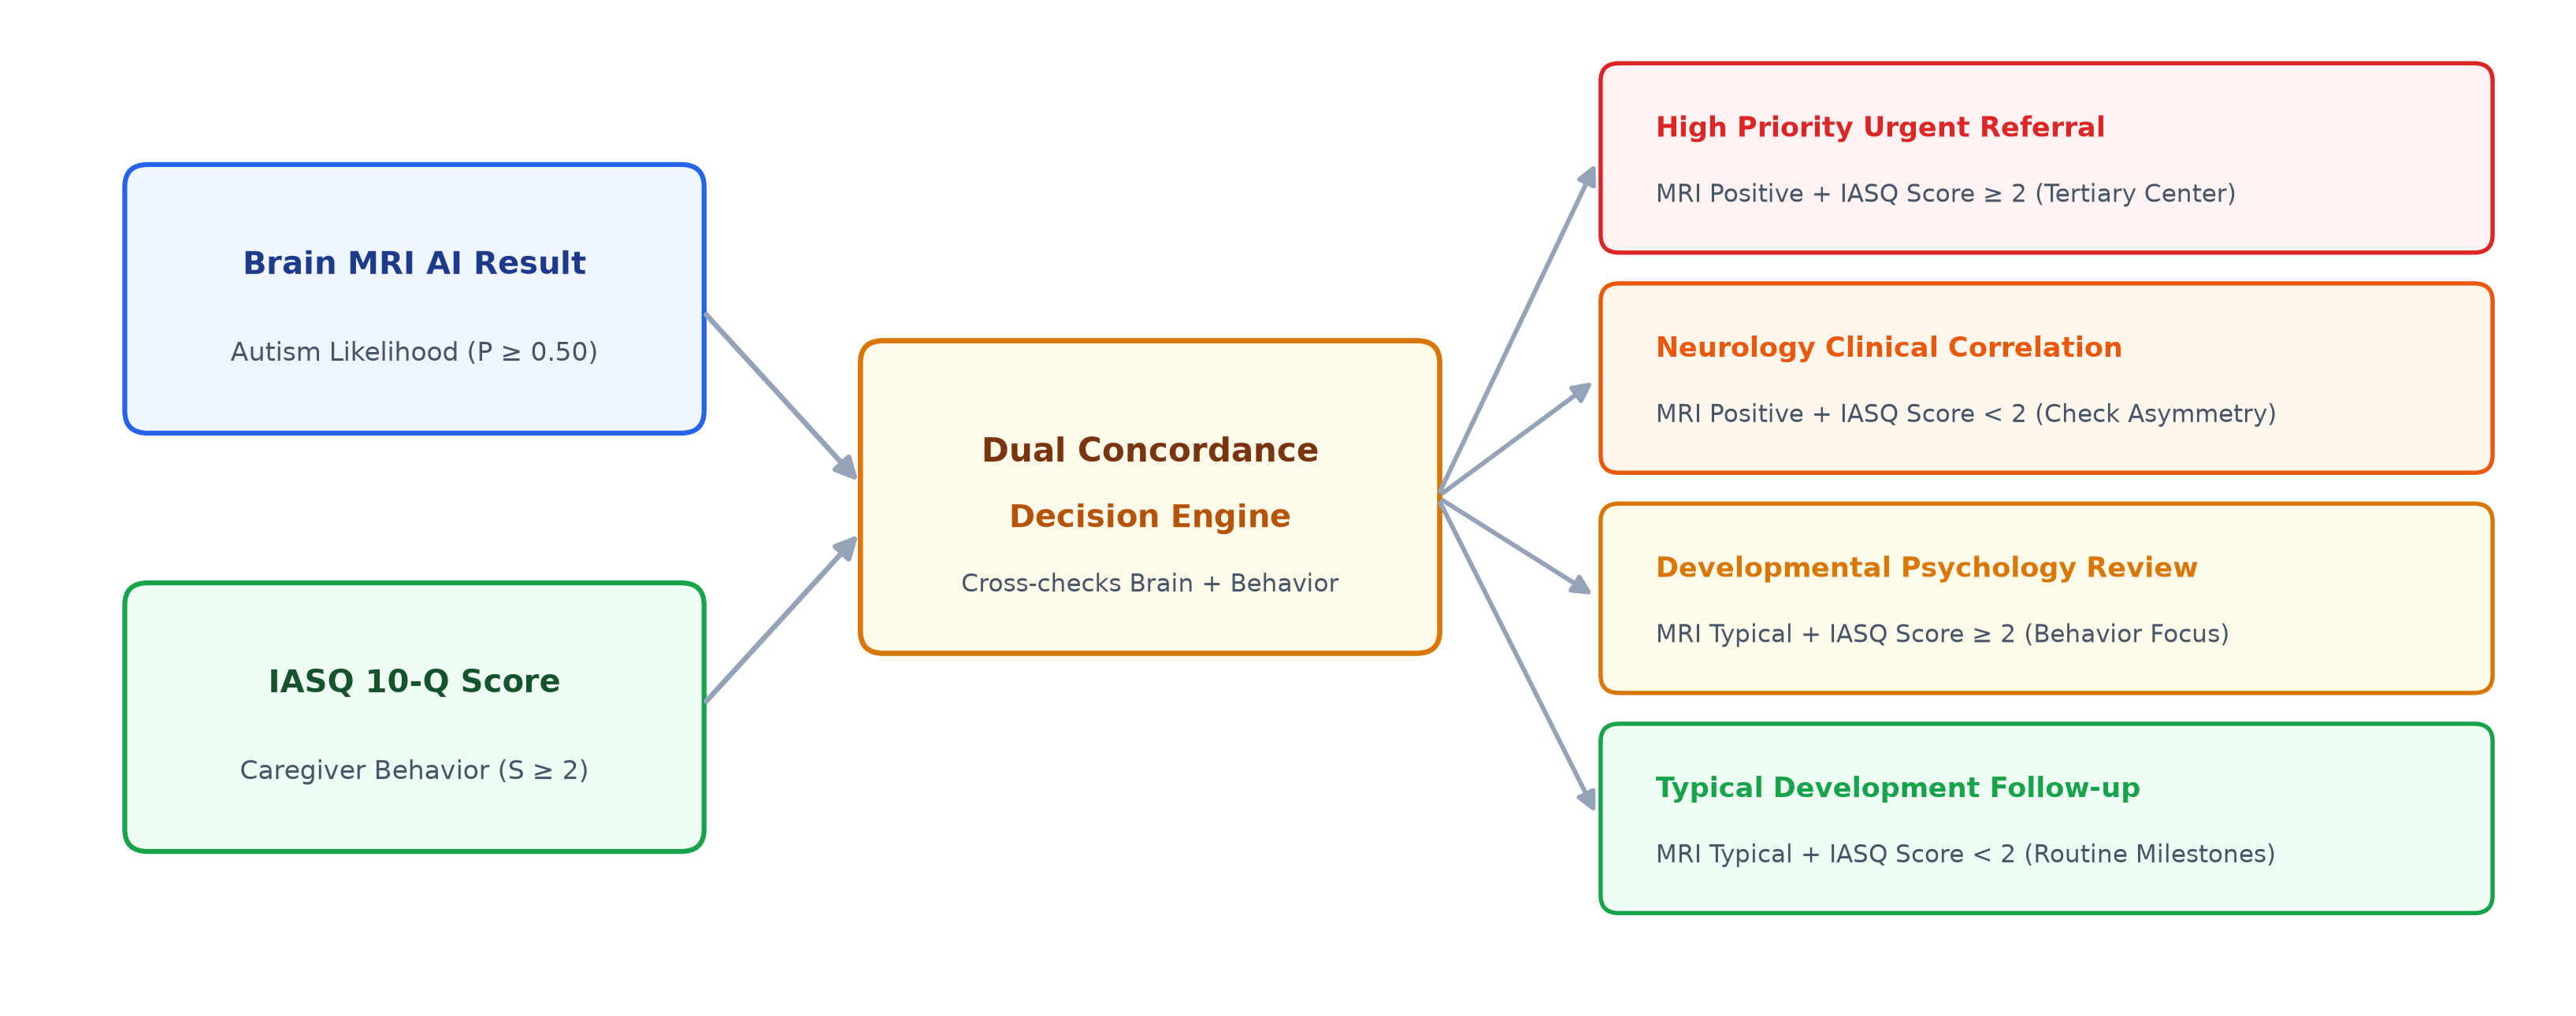 Brain MRI AI Result
Autism Likelihood (P ≥ 0.50)
IASQ 10-Q Score
Caregiver Behavior (S ≥ 2)
Dual Concordance
Decision Engine
Cross-checks Brain + Behavior
High Priority Urgent Referral
MRI Positive + IASQ Score ≥ 2 (Tertiary Center)
Neurology Clinical Correlation
MRI Positive + IASQ Score < 2 (Check Asymmetry)
Developmental Psychology Review
MRI Typical + IASQ Score ≥ 2 (Behavior Focus)
Typical Development Follow-up
MRI Typical + IASQ Score < 2 (Routine Milestones)